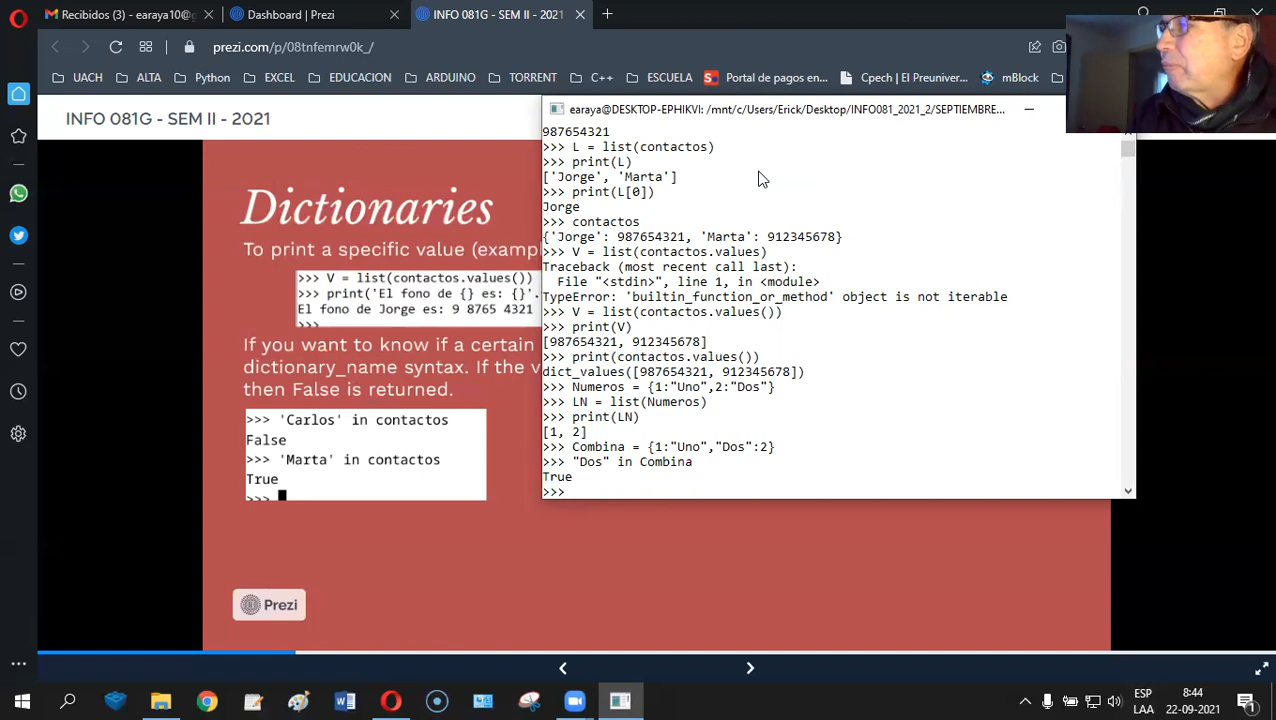 Recibidos (3) - earaya10@g
Dashboard | Prezi
INFO 081G - SEM II - 2021
prezi.com/p/08tnfemrw0k_/
UACH
ALTA
Python
EXCEL
EDUCACION
ARDUINO
TORRENT
C++
ESCUELA
Portal de pagos en...
Cpech | El Preuniver...
mBlock
INFO 081G - SEM II - 2021
Dictionaries
To print a specific value (exampl
>>> V = list(contactos.values())
>>> print('El fono de {} es: {}'.
El fono de Jorge es: 9 8765 4321
>>>
If you want to know if a certain
dictionary_name syntax. If the v
then False is returned.
>>> 'Carlos' in contactos
False
>>> 'Marta' in contactos
True
>>>
Prezi
earaya@DESKTOP-EPHIKVI: /mnt/c/Users/Erick/Desktop/INFO081_2021_2/SEPTIEMBRE...
987654321
>>> L = list(contactos)
>>> print(L)
['Jorge', 'Marta']
>>> print(L[0])
Jorge
>>> contactos
{'Jorge': 987654321, 'Marta': 912345678}
>>> V = list(contactos.values)
Traceback (most recent call last):
  File "<stdin>", line 1, in <module>
TypeError: 'builtin_function_or_method' object is not iterable
>>> V = list(contactos.values())
>>> print(V)
[987654321, 912345678]
>>> print(contactos.values())
dict_values([987654321, 912345678])
>>> Numeros = {1:"Uno",2:"Dos"}
>>> LN = list(Numeros)
>>> print(LN)
[1, 2]
>>> Combina = {1:"Uno","Dos":2}
>>> "Dos" in Combina
True
>>>
ESP
LAA
8:44
22-09-2021
1